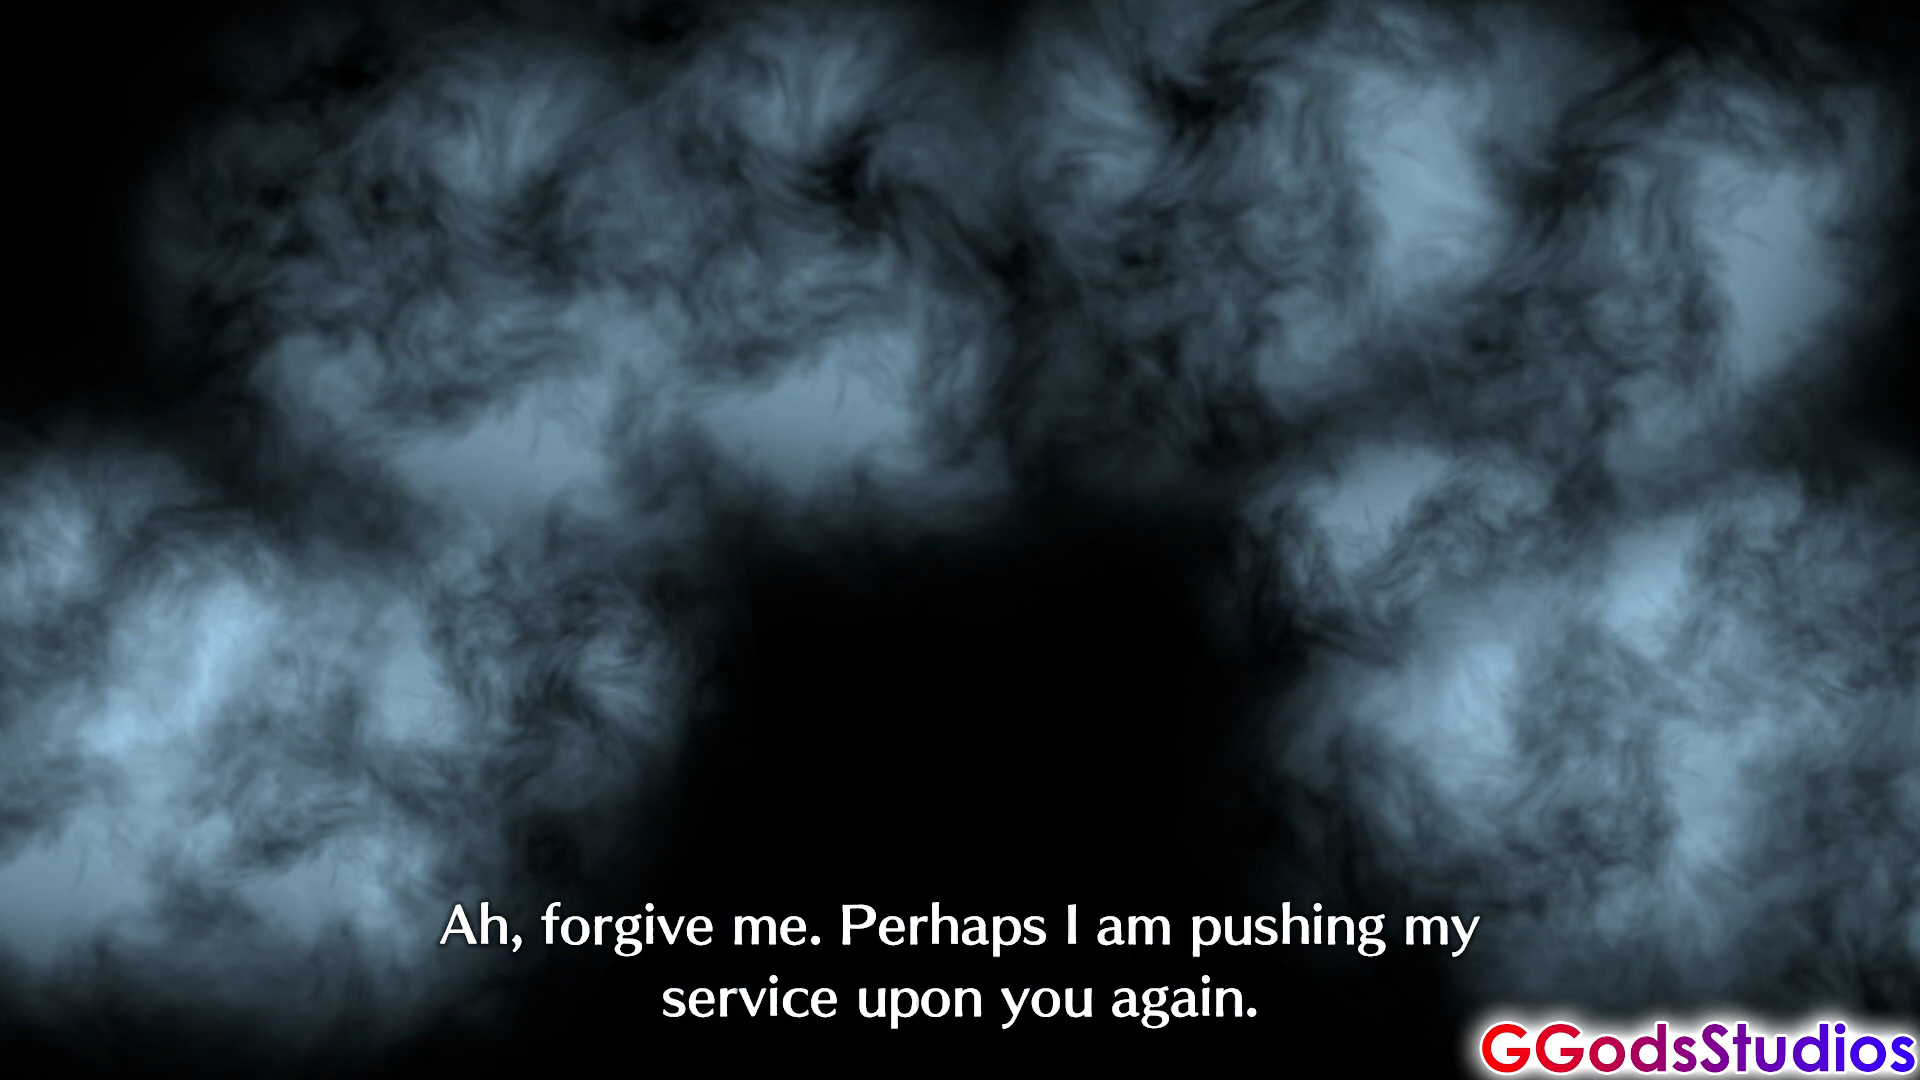 Ah, forgive me. Perhaps I am pushing my
service upon you again.
GGodsStudios